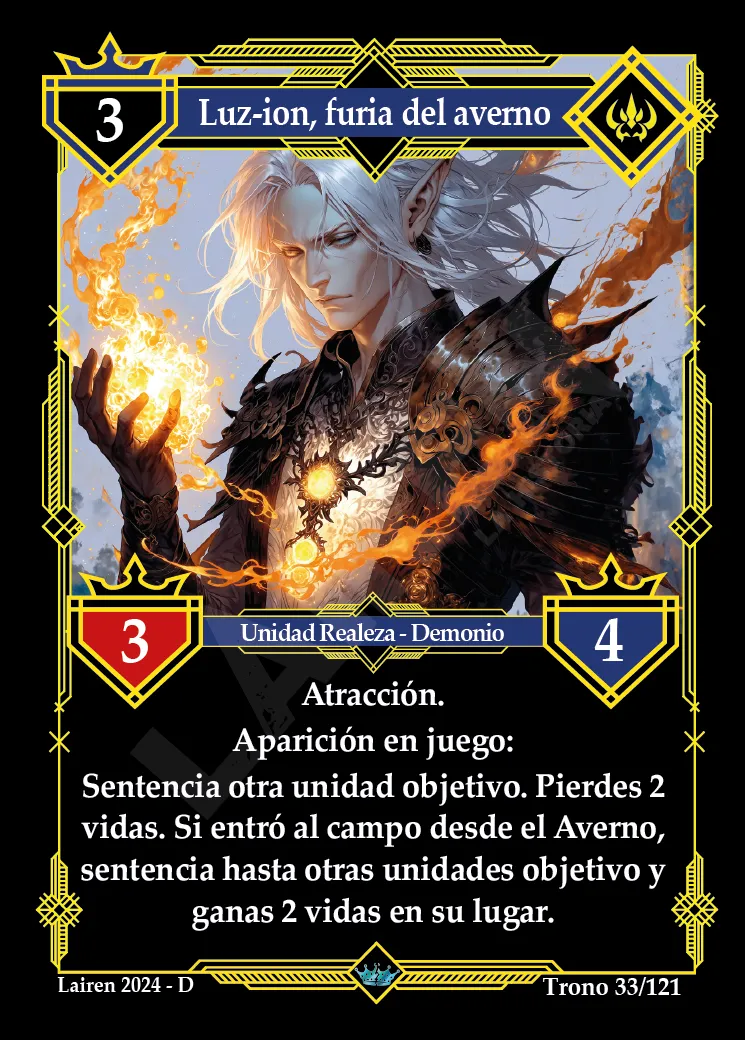 3
Luz-ion, furia del averno
3
Unidad Realeza - Demonio
4
Atracción.
Aparición en juego:
Sentencia otra unidad objetivo. Pierdes 2
vidas. Si entró al campo desde el Averno,
sentencia hasta otras unidades objetivo y
ganas 2 vidas en su lugar.
Lairen 2024 - D
Trono 33/121